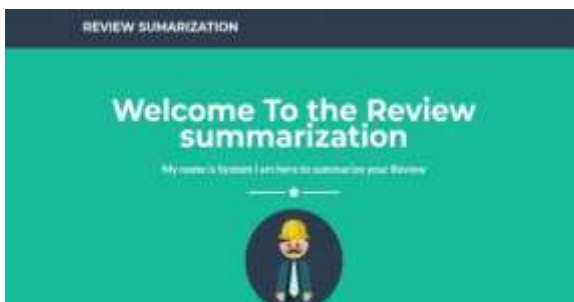 REVIEW SUMARIZATION
Welcome To the Review
summarization
My name is System I am here to summarize your Review